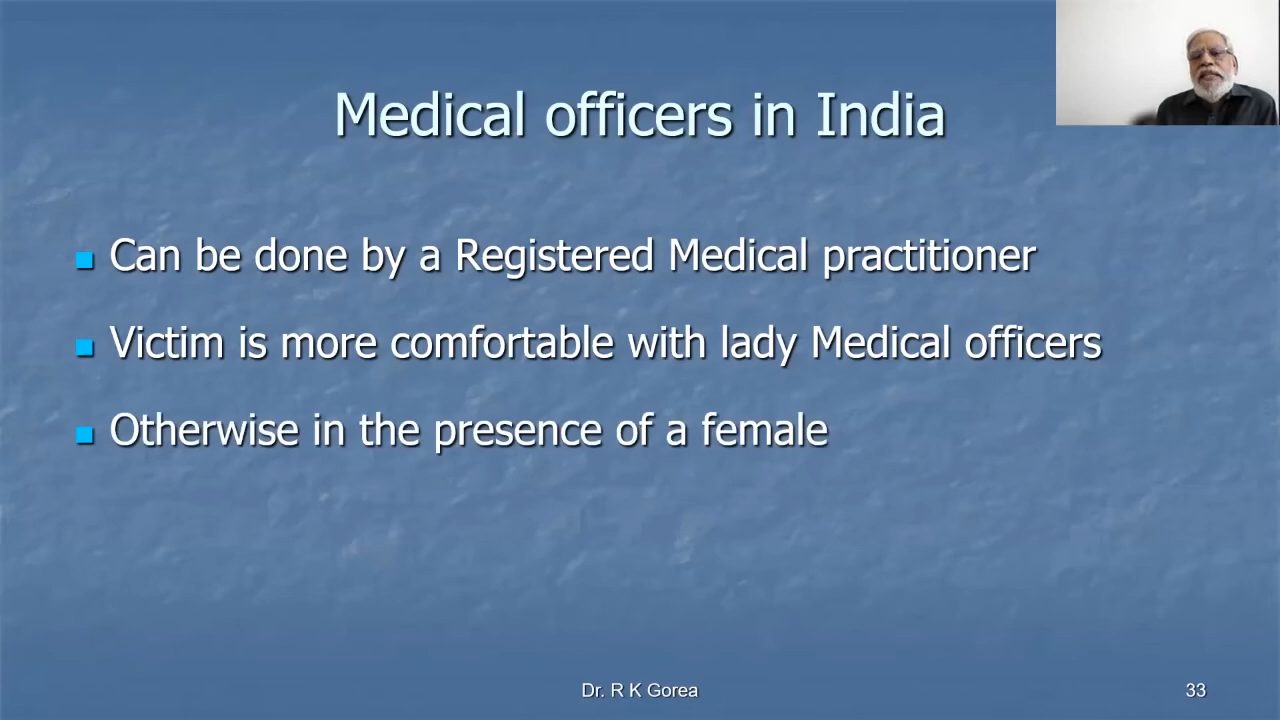 Medical officers in India
Can be done by a Registered Medical practitioner
Victim is more comfortable with lady Medical officers
Otherwise in the presence of a female
Dr. R K Gorea
33